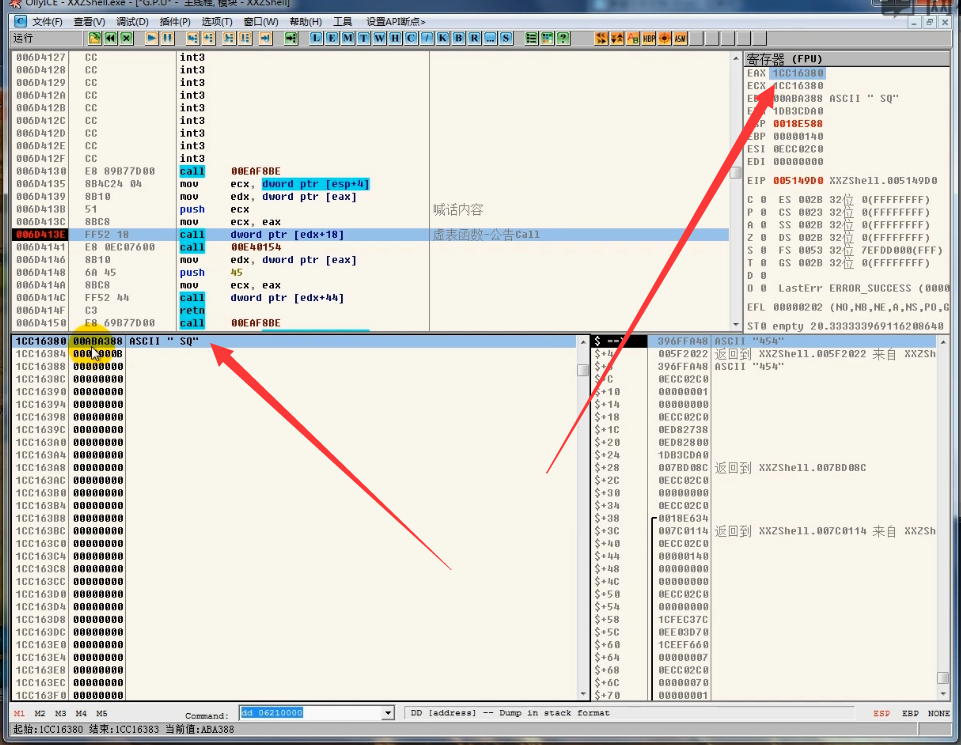 OllyICE - XXZShell.exe - [*G.P.U* - 主线程, 模块 - XXZShell]
C 文件(F) 查看(V) 调试(D) 插件(P) 选项(T) 窗口(W) 帮助(H) 工具 设置API断点>
运行
L E M T W H C / K B R ... S
HBP
ASM
006D4127 CC int3
006D4128 CC int3
006D4129 CC int3
006D412A CC int3
006D412B CC int3
006D412C CC int3
006D412D CC int3
006D412E CC int3
006D412F CC int3
006D4130 E8 89B77D00 call 00EAF8BE
006D4135 8B4C24 04 mov ecx, dword ptr [esp+4]
006D4139 8B10 mov edx, dword ptr [eax]
006D413B 51 push ecx 喊话内容
006D413C 8BC8 mov ecx, eax
006D413E FF52 18 call dword ptr [edx+18] 虚表函数-公告Call
006D4141 E8 0EC07600 call 00E40154
006D4146 8B10 mov edx, dword ptr [eax]
006D4148 6A 45 push 45
006D414A 8BC8 mov ecx, eax
006D414C FF52 44 call dword ptr [edx+44]
006D414F C3 retn
006D4150 E8 69B77D00 call 00EAF8BE
寄存器 (FPU)
EAX 1CC16380
ECX 1CC16380
00ABA388 ASCII " SQ"
1DB3CDA0
0018E588
EBP 00000140
ESI 0ECC02C0
EDI 00000000
EIP 005149D0 XXZShell.005149D0
C 0 ES 002B 32位 0(FFFFFFFF)
P 0 CS 0023 32位 0(FFFFFFFF)
A 0 SS 002B 32位 0(FFFFFFFF)
Z 0 DS 002B 32位 0(FFFFFFFF)
S 0 FS 0053 32位 7EFDD000(FFF)
T 0 GS 002B 32位 0(FFFFFFFF)
D 0
O 0 LastErr ERROR_SUCCESS (0000
EFL 00000202 (NO,NB,NE,A,NS,PO,G
ST0 empty 20.333333969116208640
1CC16380 00ABA388 ASCII " SQ"
1CC16384
1CC16388 00000000
1CC1638C 00000000
1CC16390 00000000
1CC16394 00000000
1CC16398 00000000
1CC1639C 00000000
1CC163A0 00000000
1CC163A4 00000000
1CC163A8 00000000
1CC163AC 00000000
1CC163B0 00000000
1CC163B4 00000000
1CC163B8 00000000
1CC163BC 00000000
1CC163C0 00000000
1CC163C4 00000000
1CC163C8 00000000
1CC163CC 00000000
1CC163D0 00000000
1CC163D4 00000000
1CC163D8 00000000
1CC163DC 00000000
1CC163E0 00000000
1CC163E4 00000000
1CC163E8 00000000
1CC163EC 00000000
1CC163F0 00000000
$ ==> 396FFA48 ASCII "454"
$+4 005F2022 返回到 XXZShell.005F2022 来自 XXZSh
396FFA48 ASCII "454"
$+C 0ECC02C0
$+10 00000001
$+14 00000000
$+18 0ECC02C0
$+1C 0ED82738
$+20 0ED82800
$+24 1DB3CDA0
$+28 007BD08C 返回到 XXZShell.007BD08C
$+2C 0ECC02C0
$+30 00000000
$+34 0ECC02C0
$+38 0018E634
$+3C 007C0114 返回到 XXZShell.007C0114 来自 XXZSh
$+40 0ECC02C0
$+44 00000140
$+48 00000000
$+4C 00000000
$+50 0ECC02C0
$+54 00000000
$+58 1CFEC37C
$+5C 0EE03D70
$+60 1CEEF660
$+64 00000007
$+68 0ECC02C0
$+6C 00000070
$+70 00000001
M1 M2 M3 M4 M5 Command: dd 06210000 DD [address] -- Dump in stack format ESP EBP NONE
起始:1CC16380 结束:1CC16383 当前值:ABA388